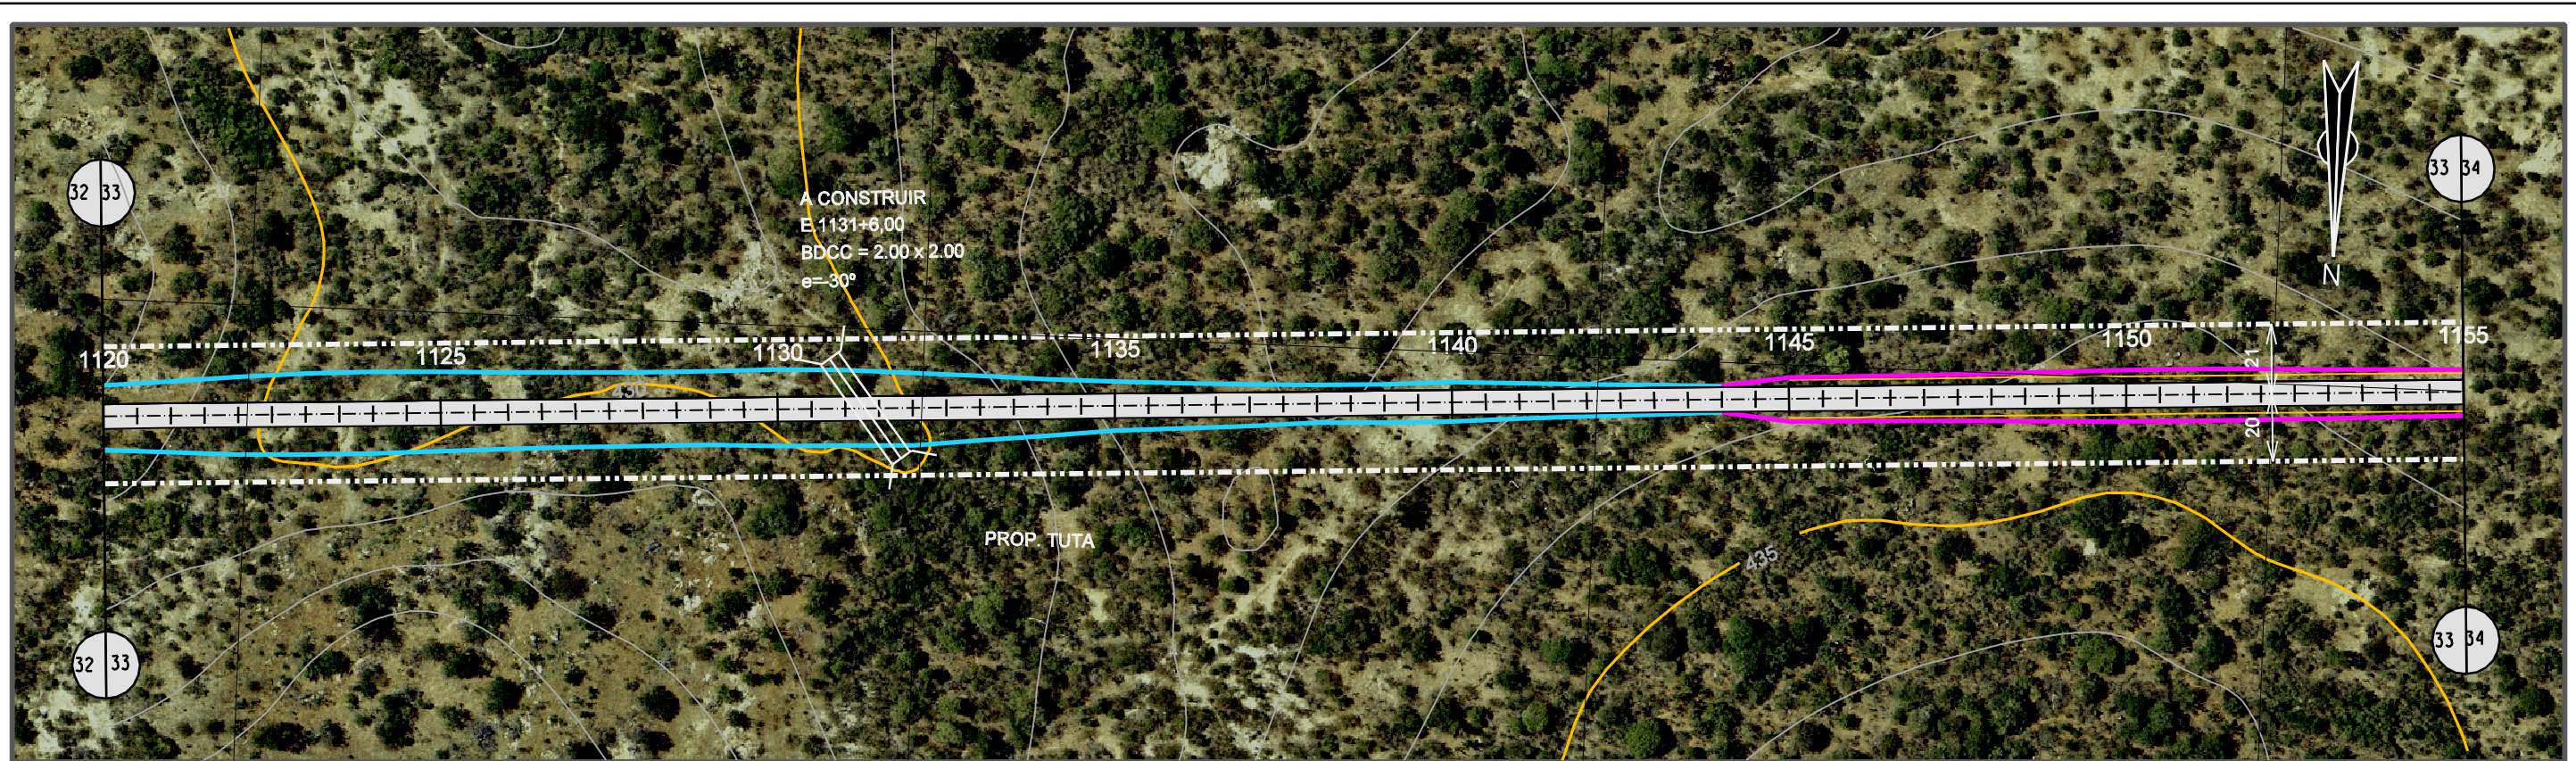 32 33
33 34
A CONSTRUIR
E.1131+6,00
BDCC = 2.00 x 2.00
e=-30º
N
1120 1125 1130 1135 1140 1145 1150 1155
21
430
20
PROP. TUTA
435
32 33
33 34